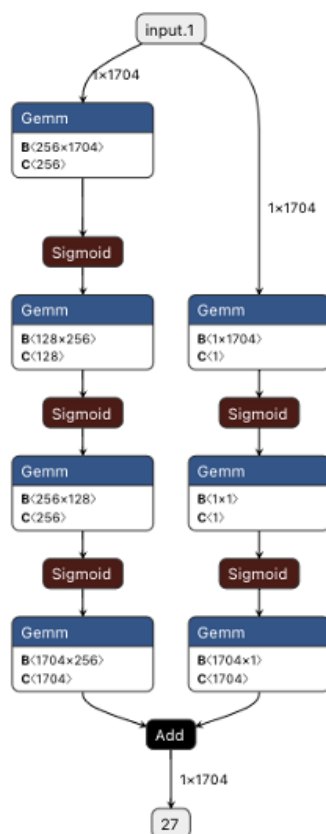 input.1
1×1704
Gemm
B⟨256×1704⟩
C⟨256⟩
1×1704
Sigmoid
Gemm
B⟨128×256⟩
C⟨128⟩
Gemm
B⟨1×1704⟩
C⟨1⟩
Sigmoid
Sigmoid
Gemm
B⟨256×128⟩
C⟨256⟩
Gemm
B⟨1×1⟩
C⟨1⟩
Sigmoid
Sigmoid
Gemm
B⟨1704×256⟩
C⟨1704⟩
Gemm
B⟨1704×1⟩
C⟨1704⟩
Add
1×1704
27